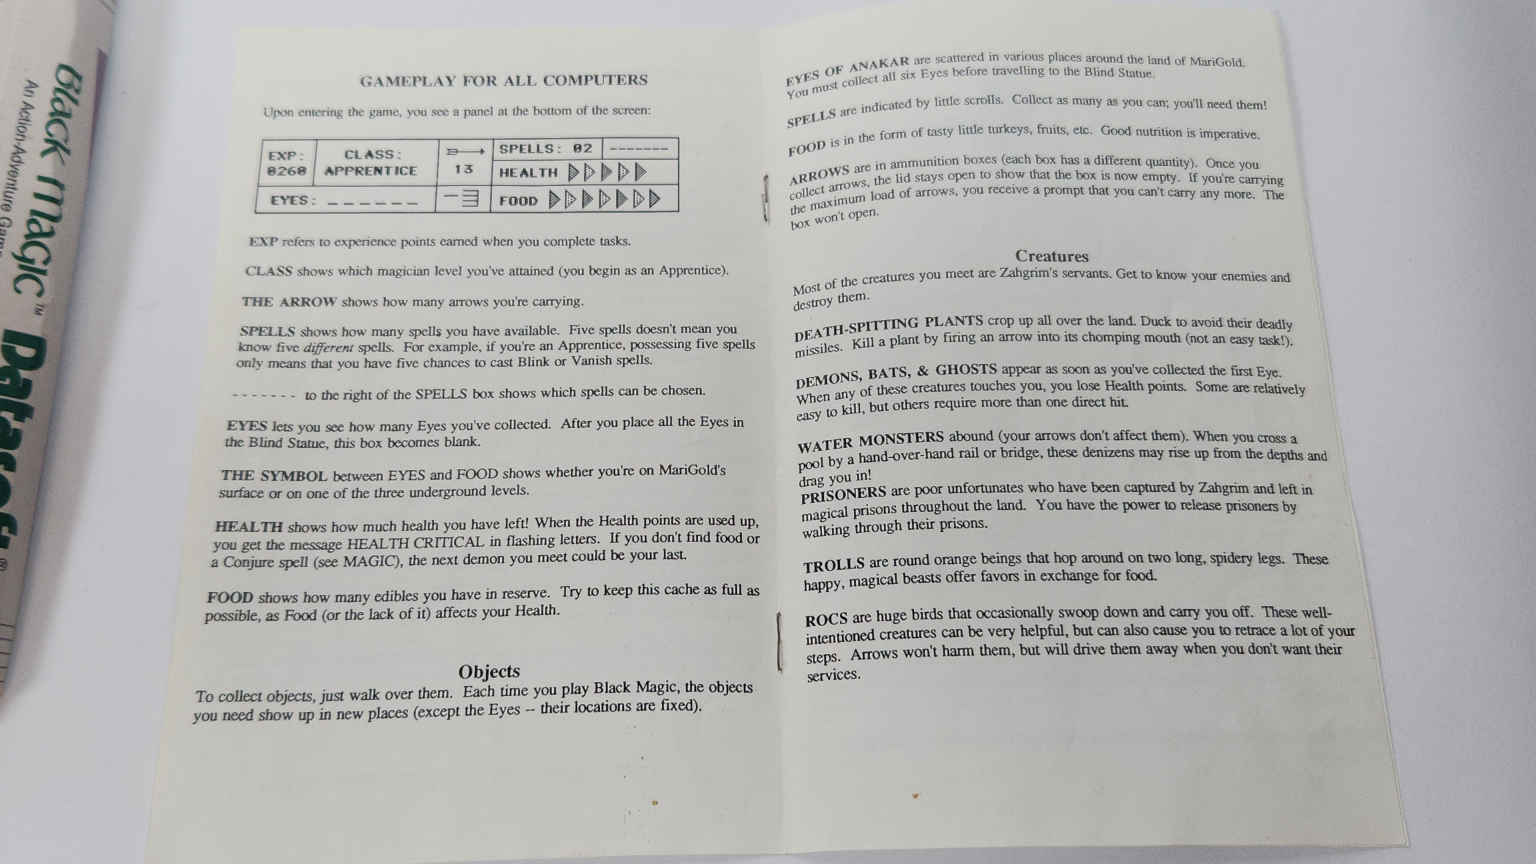 Black Magic™
An Action-Adventure Game
Datasoft®
GAMEPLAY FOR ALL COMPUTERS
Upon entering the game, you see a panel at the bottom of the screen:
EXP: 0260
CLASS: APPRENTICE
13
SPELLS: 02
-------
HEALTH
EYES: _ _ _ _ _ _
FOOD
EXP refers to experience points earned when you complete tasks.
CLASS shows which magician level you've attained (you begin as an Apprentice).
THE ARROW shows how many arrows you're carrying.
SPELLS shows how many spells you have available. Five spells doesn't mean you
know five different spells. For example, if you're an Apprentice, possessing five spells
only means that you have five chances to cast Blink or Vanish spells.
- - - - - - - to the right of the SPELLS box shows which spells can be chosen.
EYES lets you see how many Eyes you've collected. After you place all the Eyes in
the Blind Statue, this box becomes blank.
THE SYMBOL between EYES and FOOD shows whether you're on MariGold's
surface or on one of the three underground levels.
HEALTH shows how much health you have left! When the Health points are used up,
you get the message HEALTH CRITICAL in flashing letters. If you don't find food or
a Conjure spell (see MAGIC), the next demon you meet could be your last.
FOOD shows how many edibles you have in reserve. Try to keep this cache as full as
possible, as Food (or the lack of it) affects your Health.
Objects
To collect objects, just walk over them. Each time you play Black Magic, the objects
you need show up in new places (except the Eyes -- their locations are fixed).
EYES OF ANAKAR are scattered in various places around the land of MariGold.
You must collect all six Eyes before travelling to the Blind Statue.
SPELLS are indicated by little scrolls. Collect as many as you can; you'll need them!
FOOD is in the form of tasty little turkeys, fruits, etc. Good nutrition is imperative.
ARROWS are in ammunition boxes (each box has a different quantity). Once you
collect arrows, the lid stays open to show that the box is now empty. If you're carrying
the maximum load of arrows, you receive a prompt that you can't carry any more. The
box won't open.
Creatures
Most of the creatures you meet are Zahgrim's servants. Get to know your enemies and
destroy them.
DEATH-SPITTING PLANTS crop up all over the land. Duck to avoid their deadly
missiles. Kill a plant by firing an arrow into its chomping mouth (not an easy task!).
DEMONS, BATS, & GHOSTS appear as soon as you've collected the first Eye.
When any of these creatures touches you, you lose Health points. Some are relatively
easy to kill, but others require more than one direct hit.
WATER MONSTERS abound (your arrows don't affect them). When you cross a
pool by a hand-over-hand rail or bridge, these denizens may rise up from the depths and
drag you in!
PRISONERS are poor unfortunates who have been captured by Zahgrim and left in
magical prisons throughout the land. You have the power to release prisoners by
walking through their prisons.
TROLLS are round orange beings that hop around on two long, spidery legs. These
happy, magical beasts offer favors in exchange for food.
ROCS are huge birds that occasionally swoop down and carry you off. These well-
intentioned creatures can be very helpful, but can also cause you to retrace a lot of your
steps. Arrows won't harm them, but will drive them away when you don't want their
services.